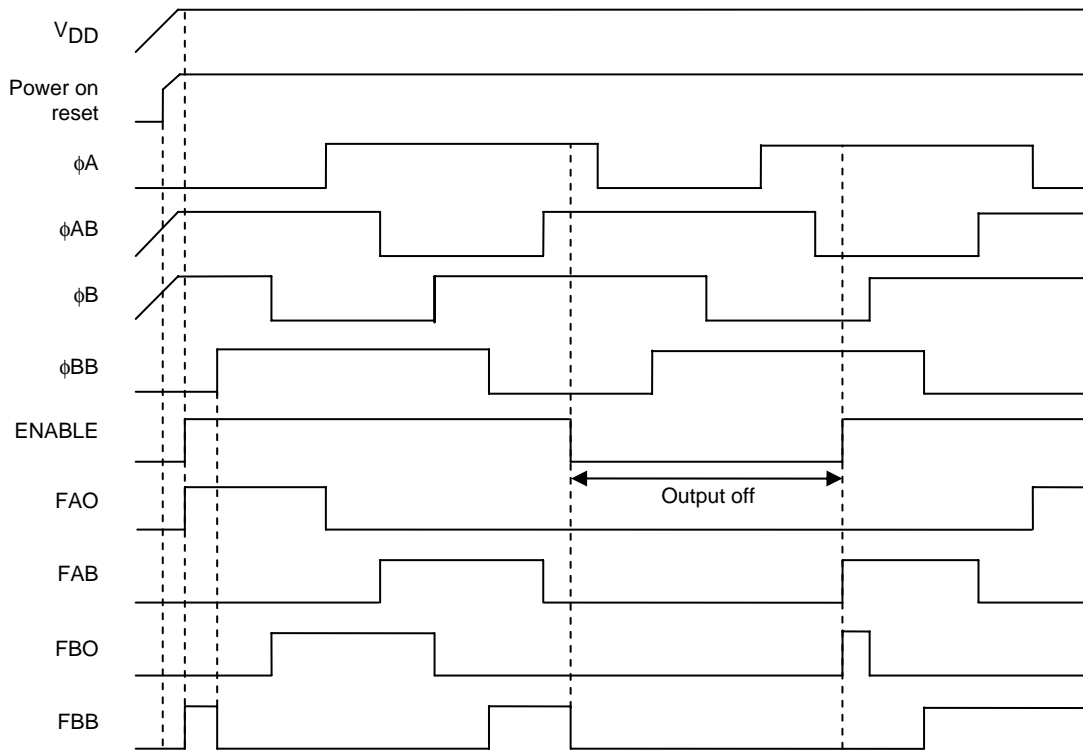 VDD
Power on
reset
ϕA
ϕAB
ϕB
ϕBB
ENABLE
Output off
FAO
FAB
FBO
FBB